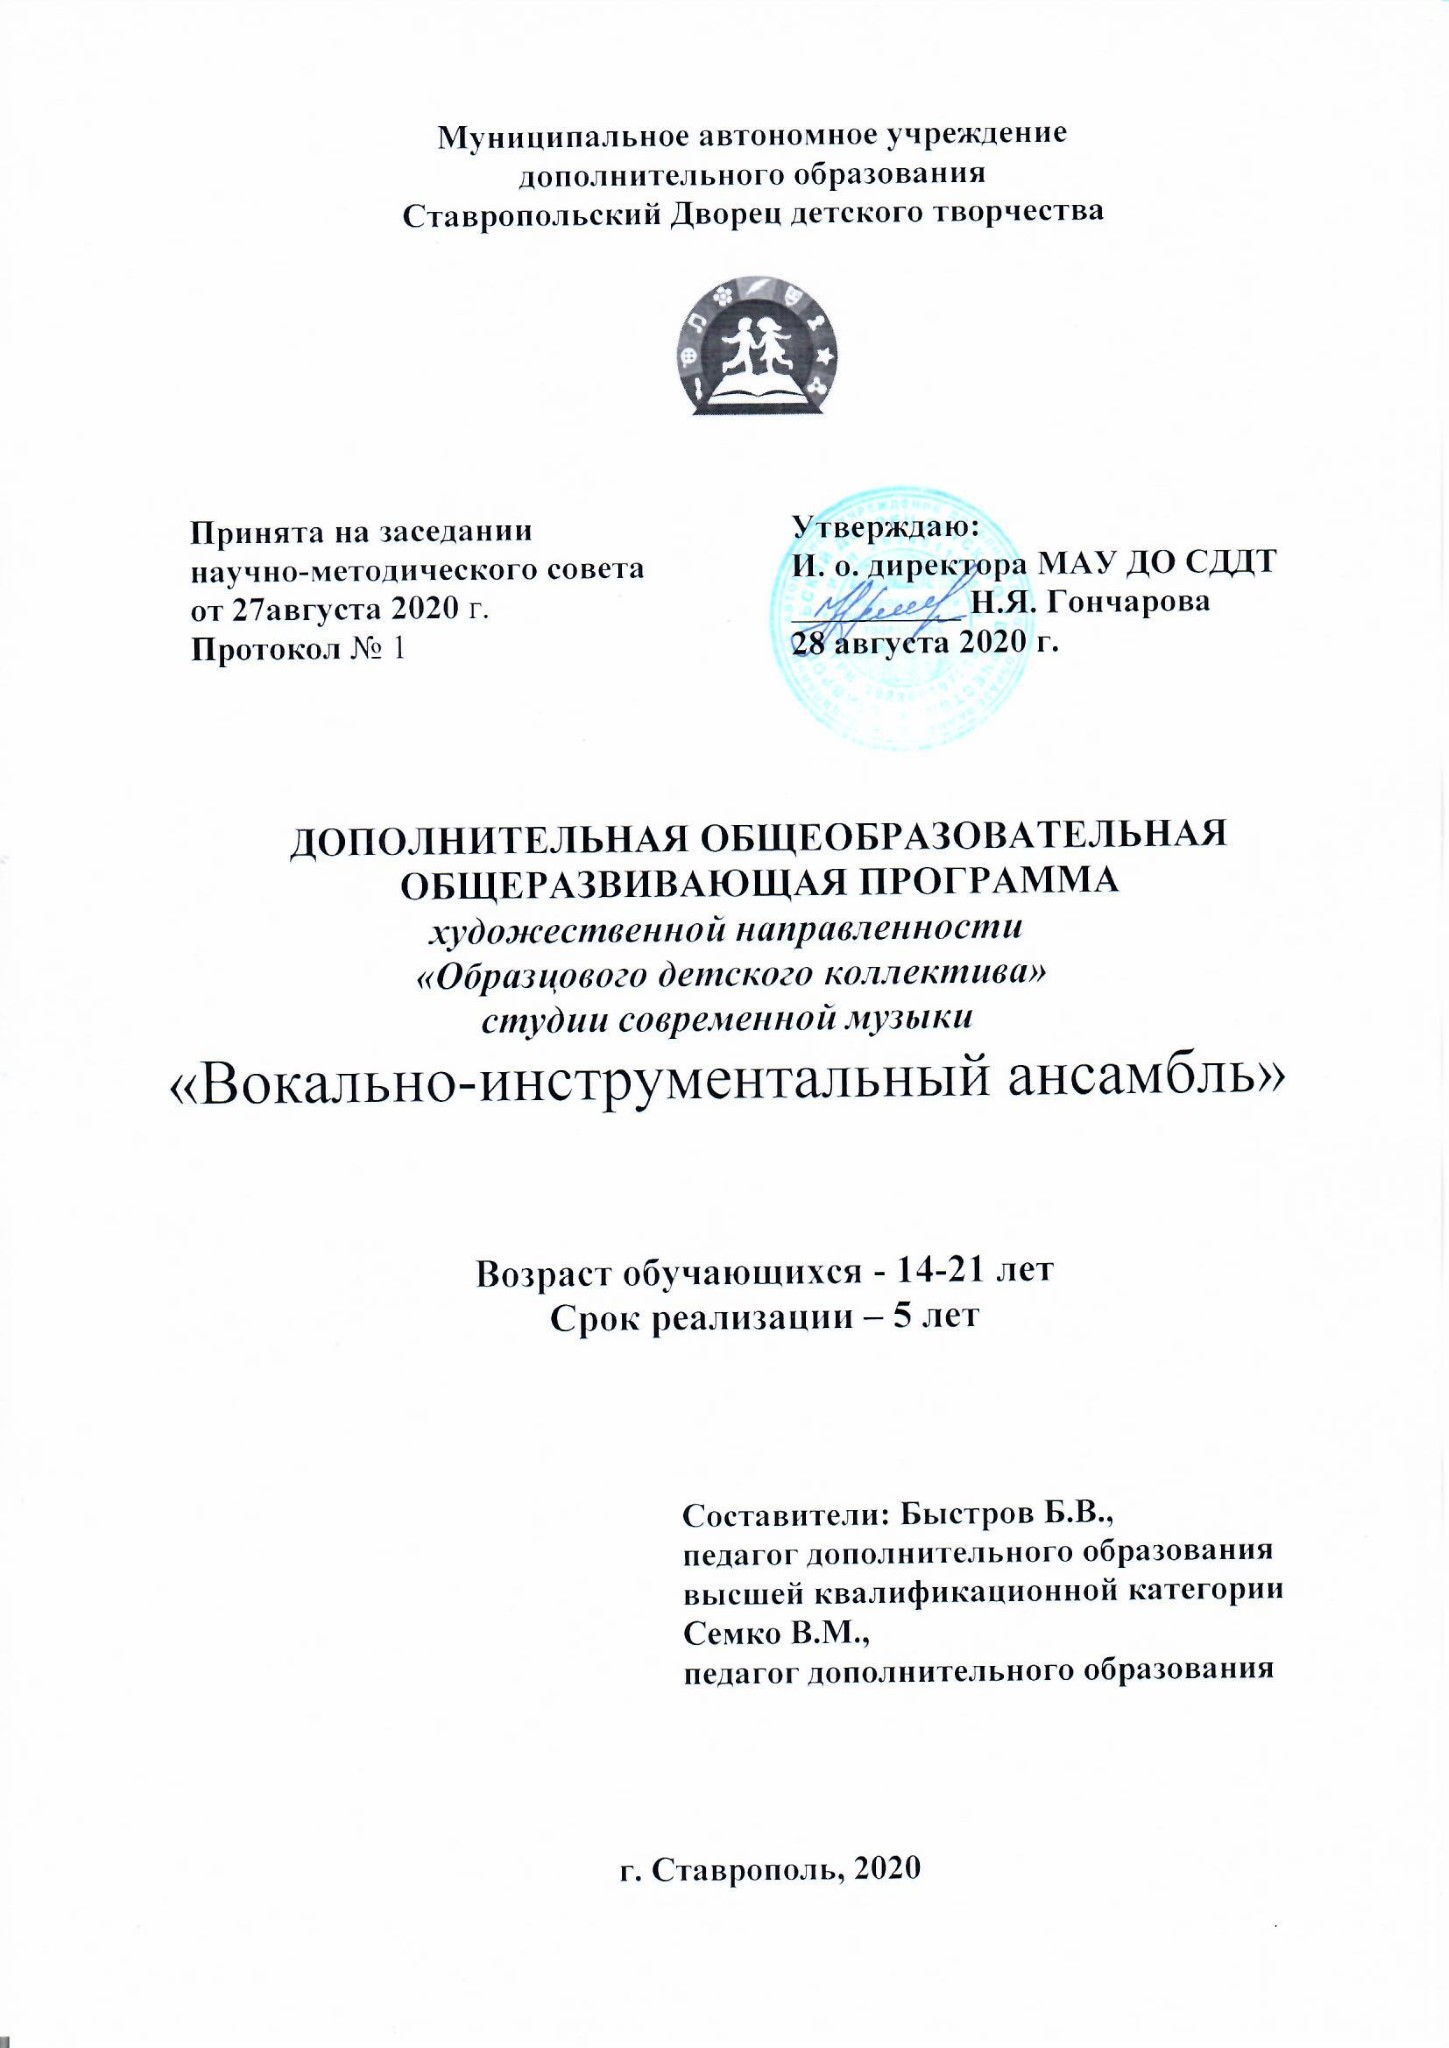 Муниципальное автономное учреждение
дополнительного образования
Ставропольский Дворец детского творчества
Принята на заседании
научно-методического совета
от 27августа 2020 г.
Протокол № 1
Утверждаю:
И. о. директора МАУ ДО СДДТ
__________Н.Я. Гончарова
28 августа 2020 г.
ДОПОЛНИТЕЛЬНАЯ ОБЩЕОБРАЗОВАТЕЛЬНАЯ
ОБЩЕРАЗВИВАЮЩАЯ ПРОГРАММА
художественной направленности
«Образцового детского коллектива»
студии современной музыки
«Вокально-инструментальный ансамбль»
Возраст обучающихся - 14-21 лет
Срок реализации – 5 лет
Составители: Быстров Б.В.,
педагог дополнительного образования
высшей квалификационной категории
Семко В.М.,
педагог дополнительного образования
г. Ставрополь, 2020